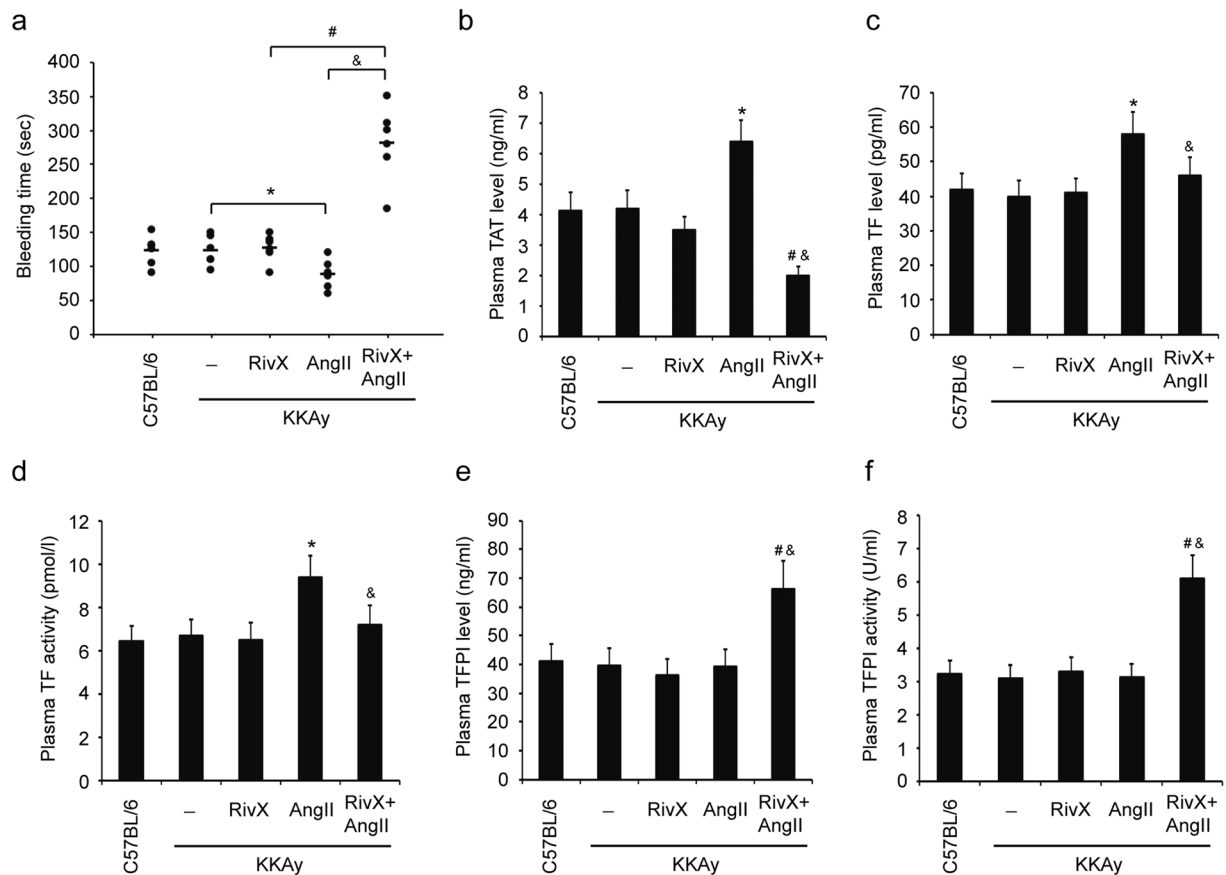 a
#
&
*
Bleeding time (sec)
400
350
300
250
200
150
100
50
0
C57BL/6
–
RivX
AngII
RivX+
AngII
KKAy
b
Plasma TAT level (ng/ml)
8
7
6
5
4
3
2
1
0
*
# &
C57BL/6
–
RivX
AngII
RivX+
AngII
KKAy
c
Plasma TF level (pg/ml)
70
60
50
40
30
20
10
0
*
&
C57BL/6
–
RivX
AngII
RivX+
AngII
KKAy
d
Plasma TF activity (pmol/l)
12
10
8
6
4
2
0
*
&
C57BL/6
–
RivX
AngII
RivX+
AngII
KKAy
e
Plasma TFPI level (ng/ml)
90
80
70
60
50
40
30
20
10
0
#&
C57BL/6
–
RivX
AngII
RivX+
AngII
KKAy
f
Plasma TFPI activity (U/ml)
8
7
6
5
4
3
2
1
0
#&
C57BL/6
–
RivX
AngII
RivX+
AngII
KKAy